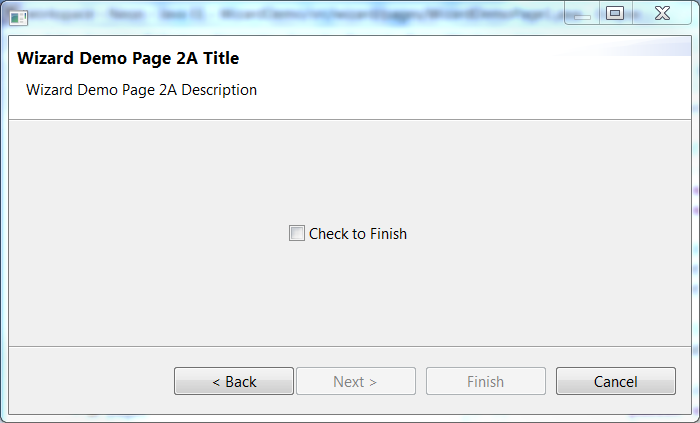 Wizard Demo Page 2A Title
Wizard Demo Page 2A Description
Check to Finish
< Back
Next >
Finish
Cancel